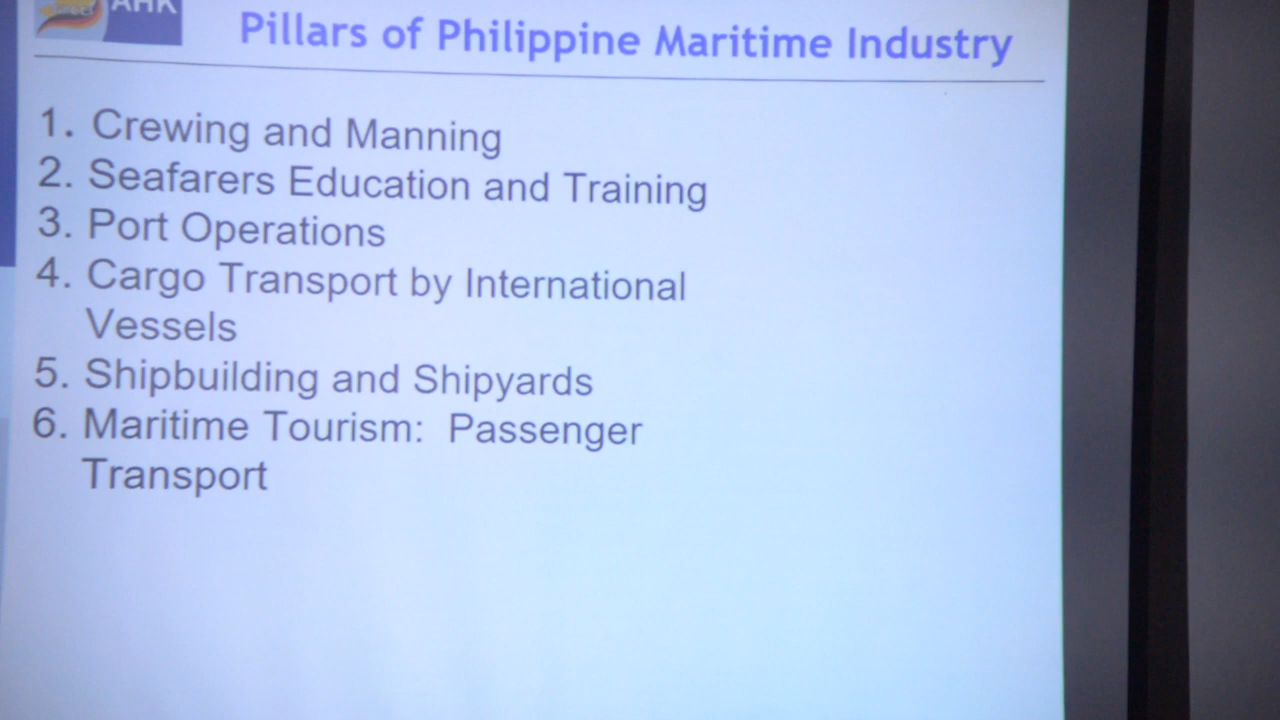 AHK
Pillars of Philippine Maritime Industry
1. Crewing and Manning
2. Seafarers Education and Training
3. Port Operations
4. Cargo Transport by International
Vessels
5. Shipbuilding and Shipyards
6. Maritime Tourism: Passenger
Transport